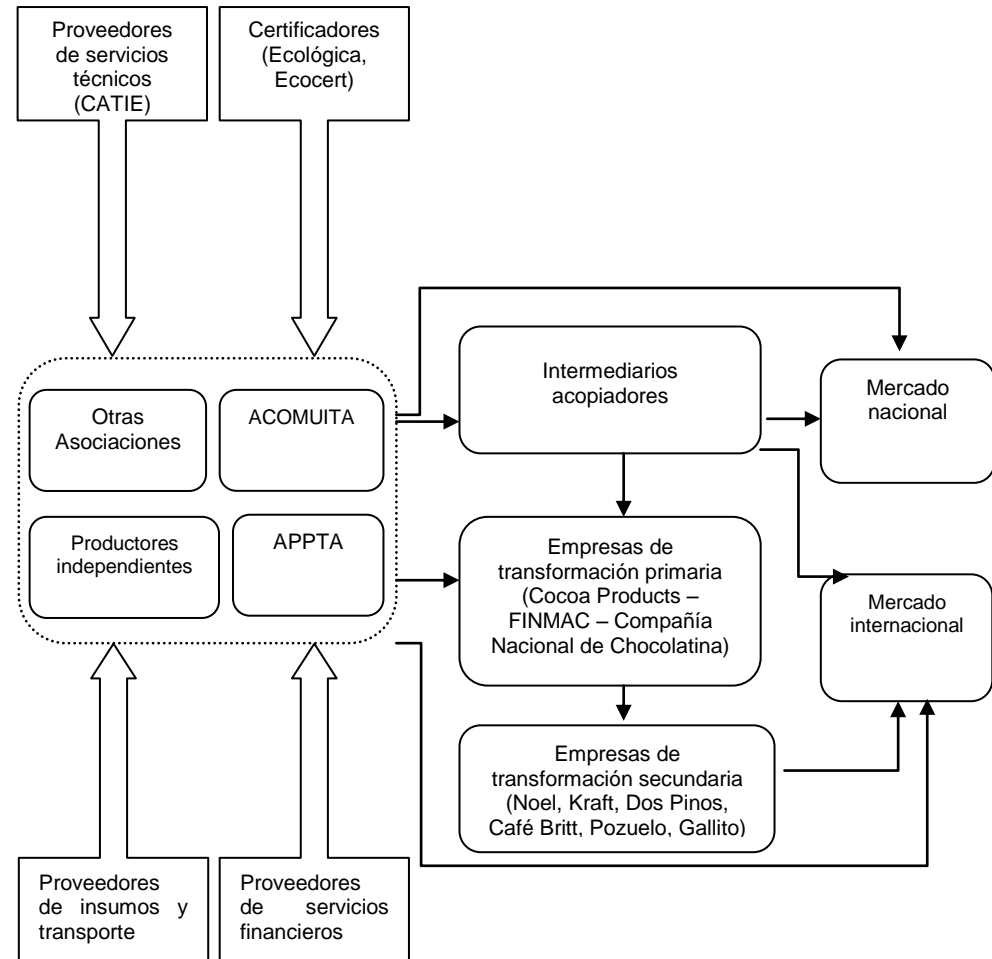 Proveedores
de servicios
técnicos
(CATIE)
Certificadores
(Ecológica,
Ecocert)
Otras
Asociaciones
ACOMUITA
Productores
independientes
APPTA
Intermediarios
acopiadores
Mercado
nacional
Empresas de
transformación primaria
(Cocoa Products –
FINMAC – Compañía
Nacional de Chocolatina)
Mercado
internacional
Empresas de
transformación secundaria
(Noel, Kraft, Dos Pinos,
Café Britt, Pozuelo, Gallito)
Proveedores
de insumos y
transporte
Proveedores
de servicios
financieros